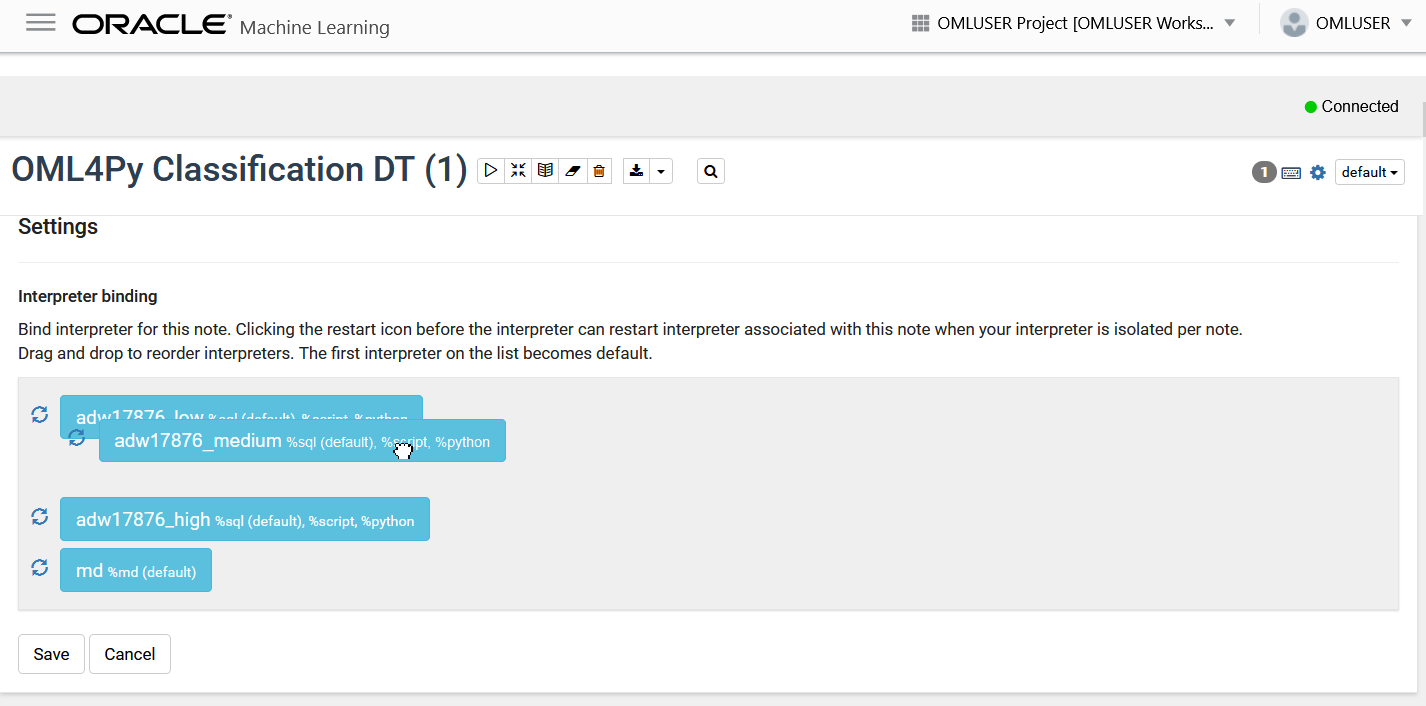 ORACLE® Machine Learning
OMLUSER Project [OMLUSER Works...
OMLUSER
Connected
OML4Py Classification DT (1)
1
default
Settings
Interpreter binding
Bind interpreter for this note. Clicking the restart icon before the interpreter can restart interpreter associated with this note when your interpreter is isolated per note.
Drag and drop to reorder interpreters. The first interpreter on the list becomes default.
adw17876_low %sql (default), %script, %python
adw17876_medium %sql (default), %script, %python
adw17876_high %sql (default), %script, %python
md %md (default)
Save
Cancel